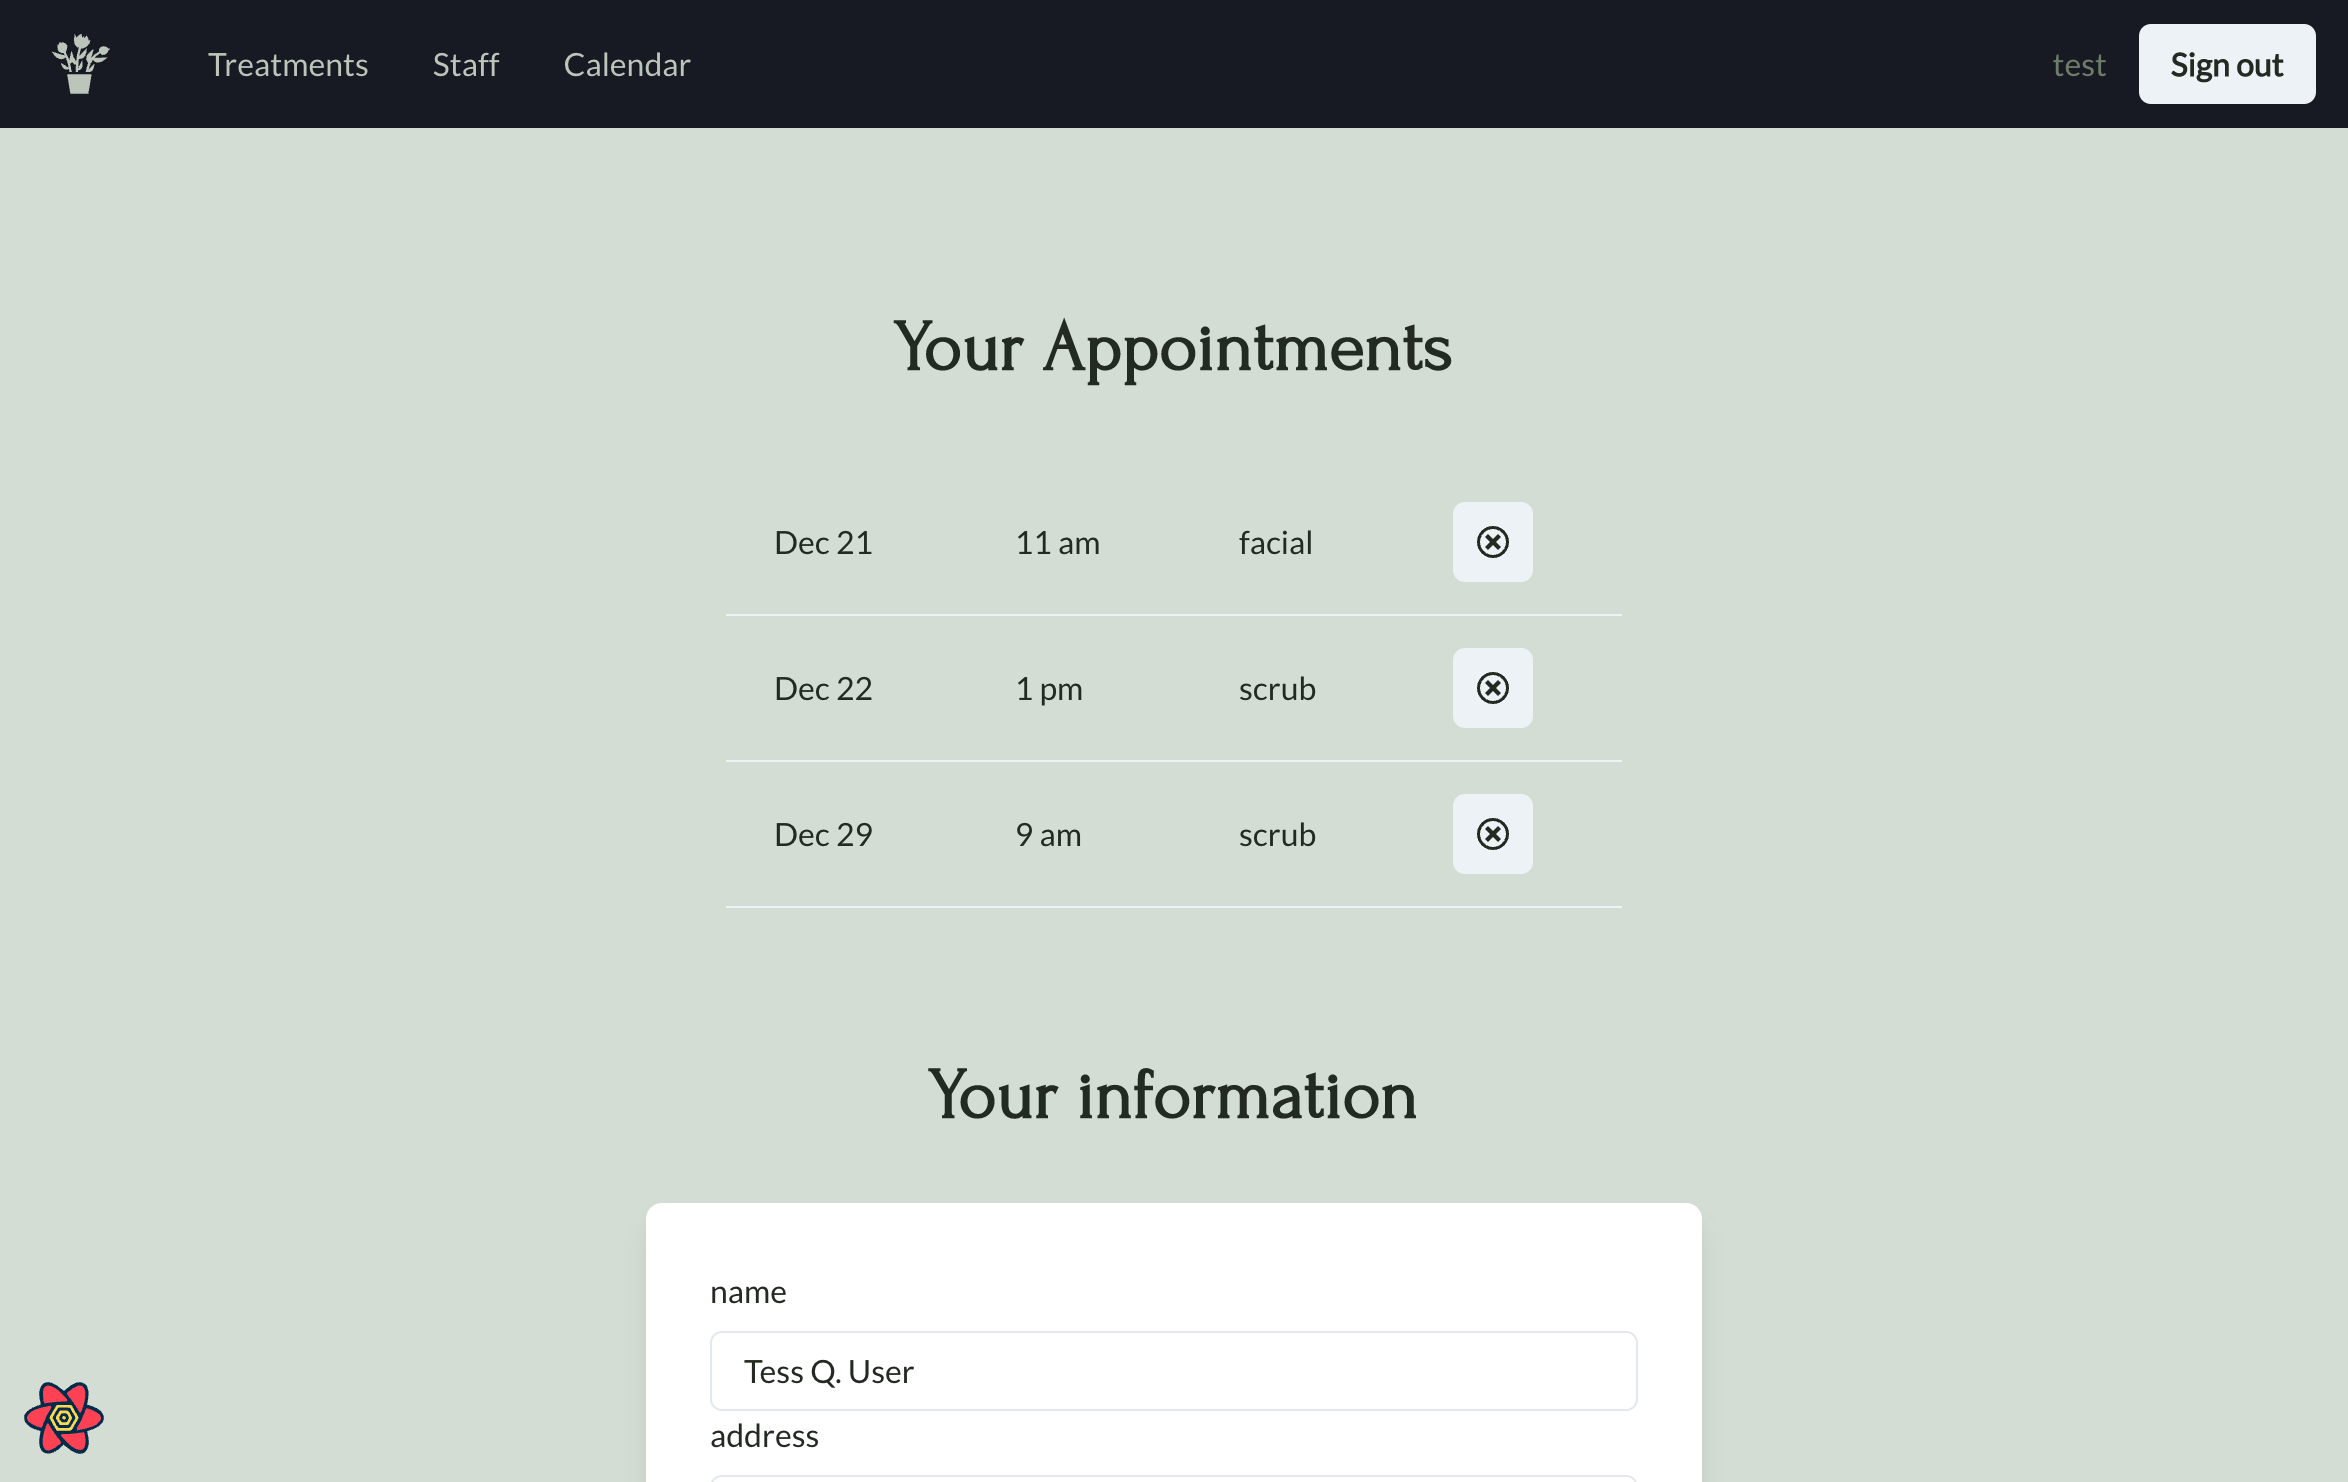 Treatments Staff Calendar test Sign out
Your Appointments
Dec 21 11 am facial
Dec 22 1 pm scrub
Dec 29 9 am scrub
Your information
name
Tess Q. User
address